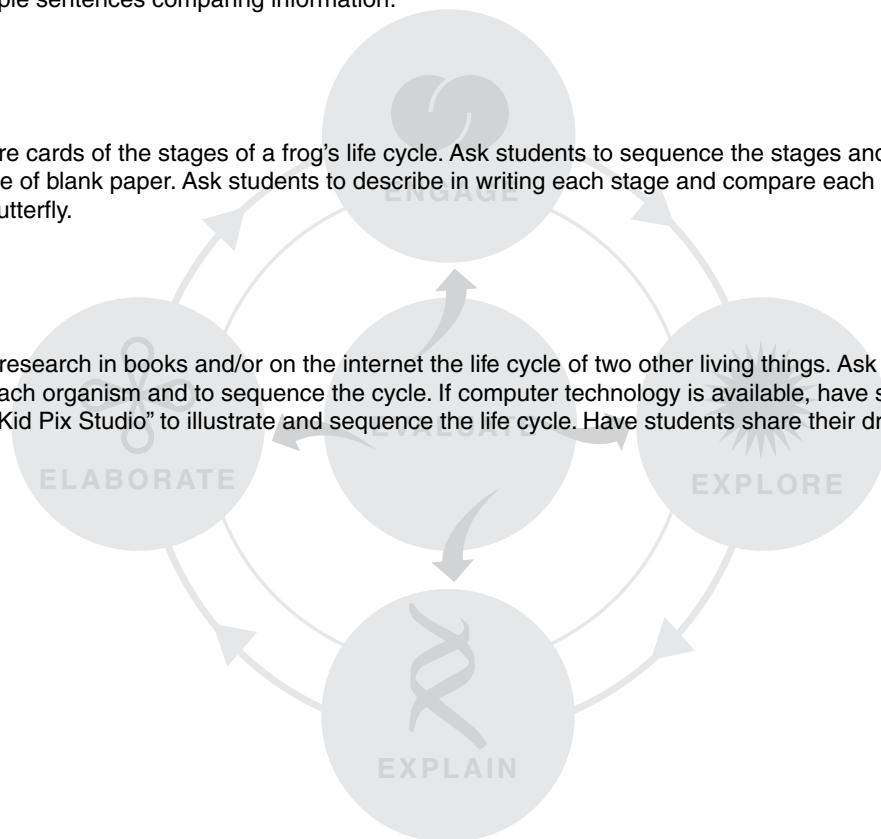 ple sentences comparing information.
re cards of the stages of a frog's life cycle. Ask students to sequence the stages and
e of blank paper. Ask students to describe in writing each stage and compare each
utterfly.
ENGAGE
research in books and/or on the internet the life cycle of two other living things. Ask
ach organism and to sequence the cycle. If computer technology is available, have s
Kid Pix Studio” to illustrate and sequence the life cycle. Have students share their dr
EVALUATE
ELABORATE
EXPLORE
EXPLAIN